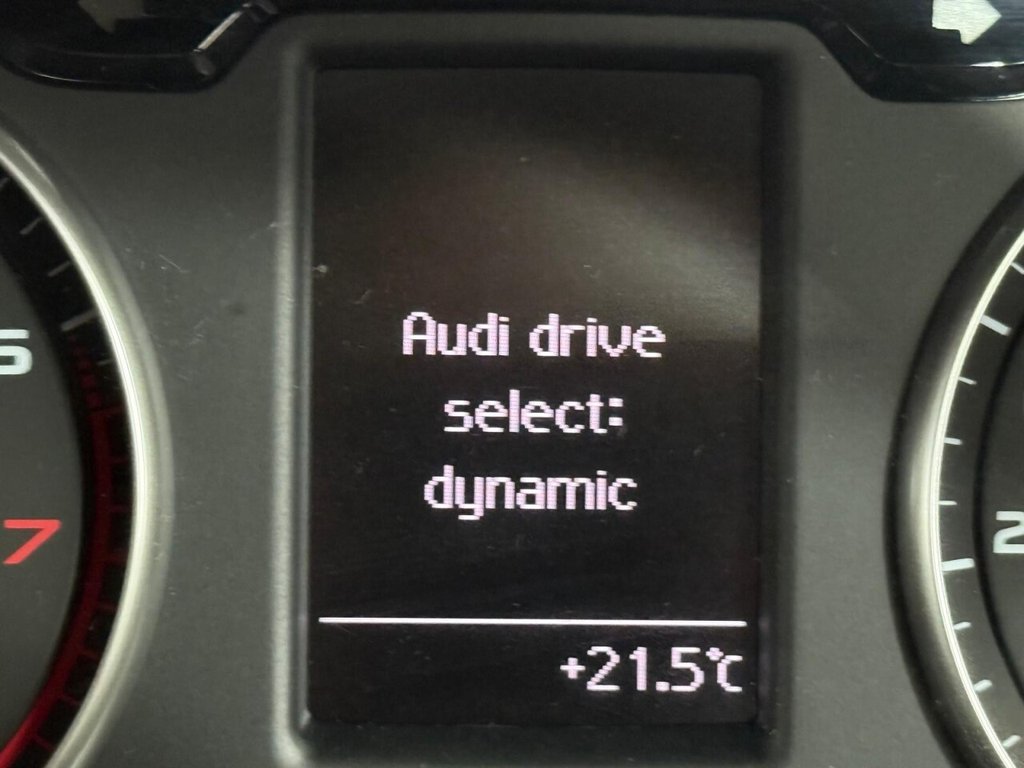 Audi drive
select:
dynamic
+21.5°C
7